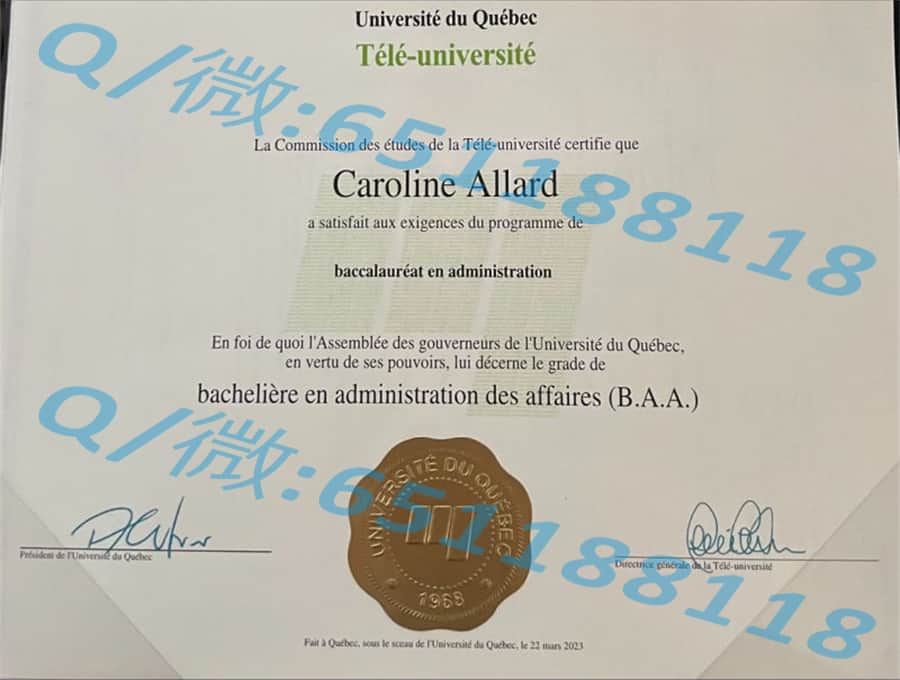 Université du Québec
Télé-université
Q/微:651188118
La Commission des études de la Télé-université certifie que
Caroline Allard
a satisfait aux exigences du programme de
baccalauréat en administration
En foi de quoi l'Assemblée des gouverneurs de l'Université du Québec,
en vertu de ses pouvoirs, lui décerne le grade de
bachelière en administration des affaires (B.A.A.)
Q/微:651188118
UNIVERSITÉ DU QUÉBEC
1968
Président de l'Université du Québec
Directrice générale de la Télé-université
Fait à Québec, sous le sceau de l'Université du Québec, le 22 mars 2023